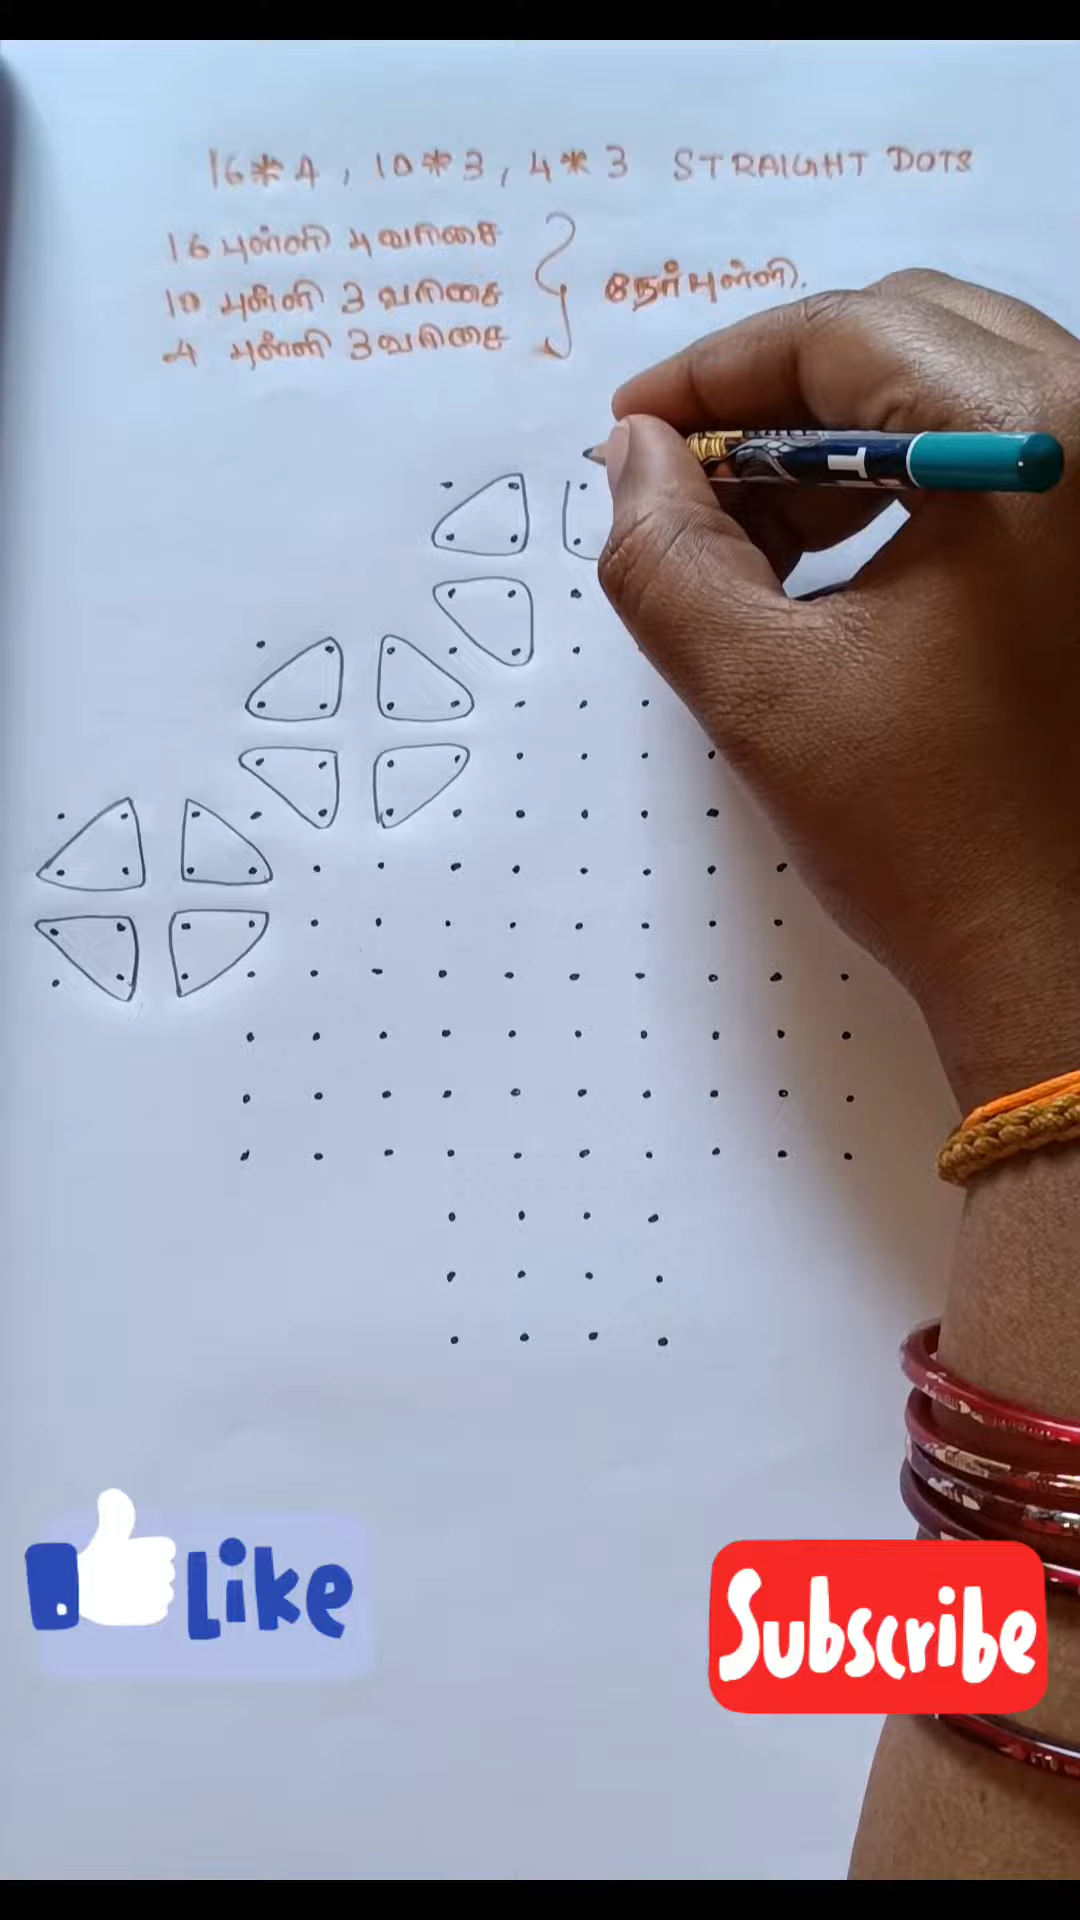 16*4, 10*3, 4*3 STRAIGHT DOTS
16 புள்ளி 4 வரிசை
10 புள்ளி 3 வரிசை
4 புள்ளி 3 வரிசை
நேர்புள்ளி.
T
Like
Subscribe